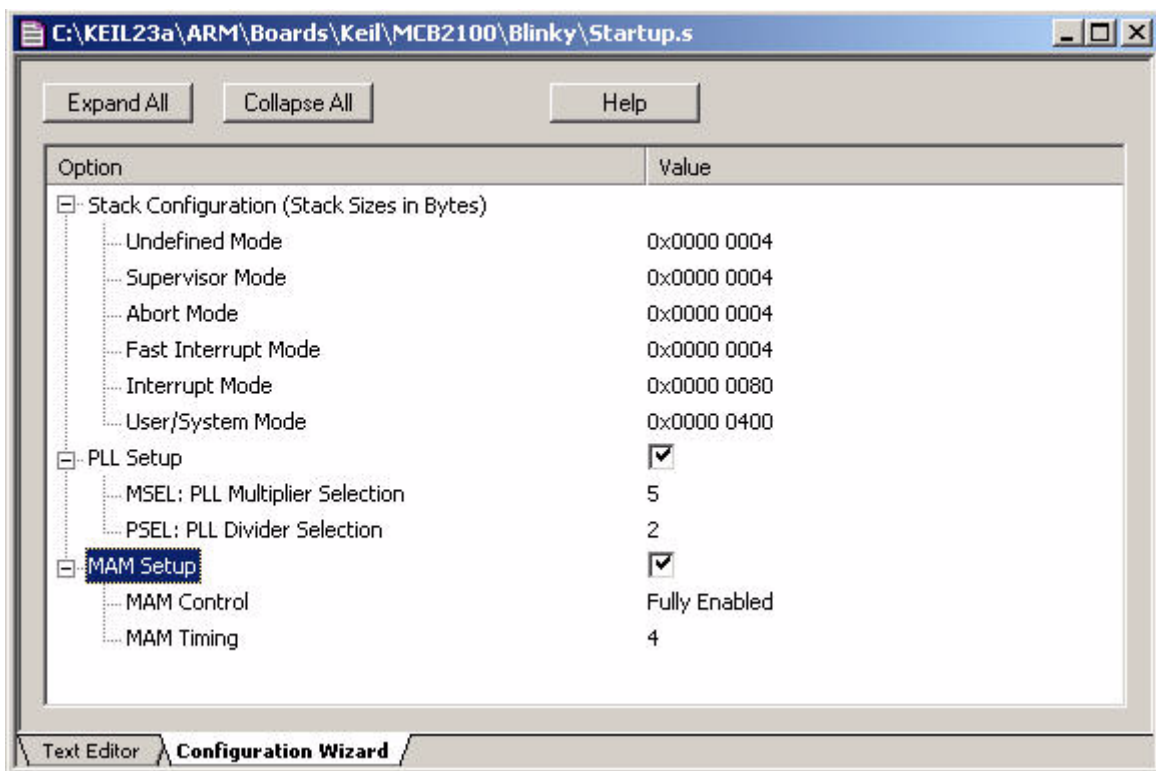 C:\KEIL23a\ARM\Boards\Keil\MCB2100\Blinky\Startup.s
Expand All Collapse All Help
Option Value
Stack Configuration (Stack Sizes in Bytes)
Undefined Mode 0x0000 0004
Supervisor Mode 0x0000 0004
Abort Mode 0x0000 0004
Fast Interrupt Mode 0x0000 0004
Interrupt Mode 0x0000 0080
User/System Mode 0x0000 0400
PLL Setup
MSEL: PLL Multiplier Selection 5
PSEL: PLL Divider Selection 2
MAM Setup
MAM Control Fully Enabled
MAM Timing 4
Text Editor Configuration Wizard